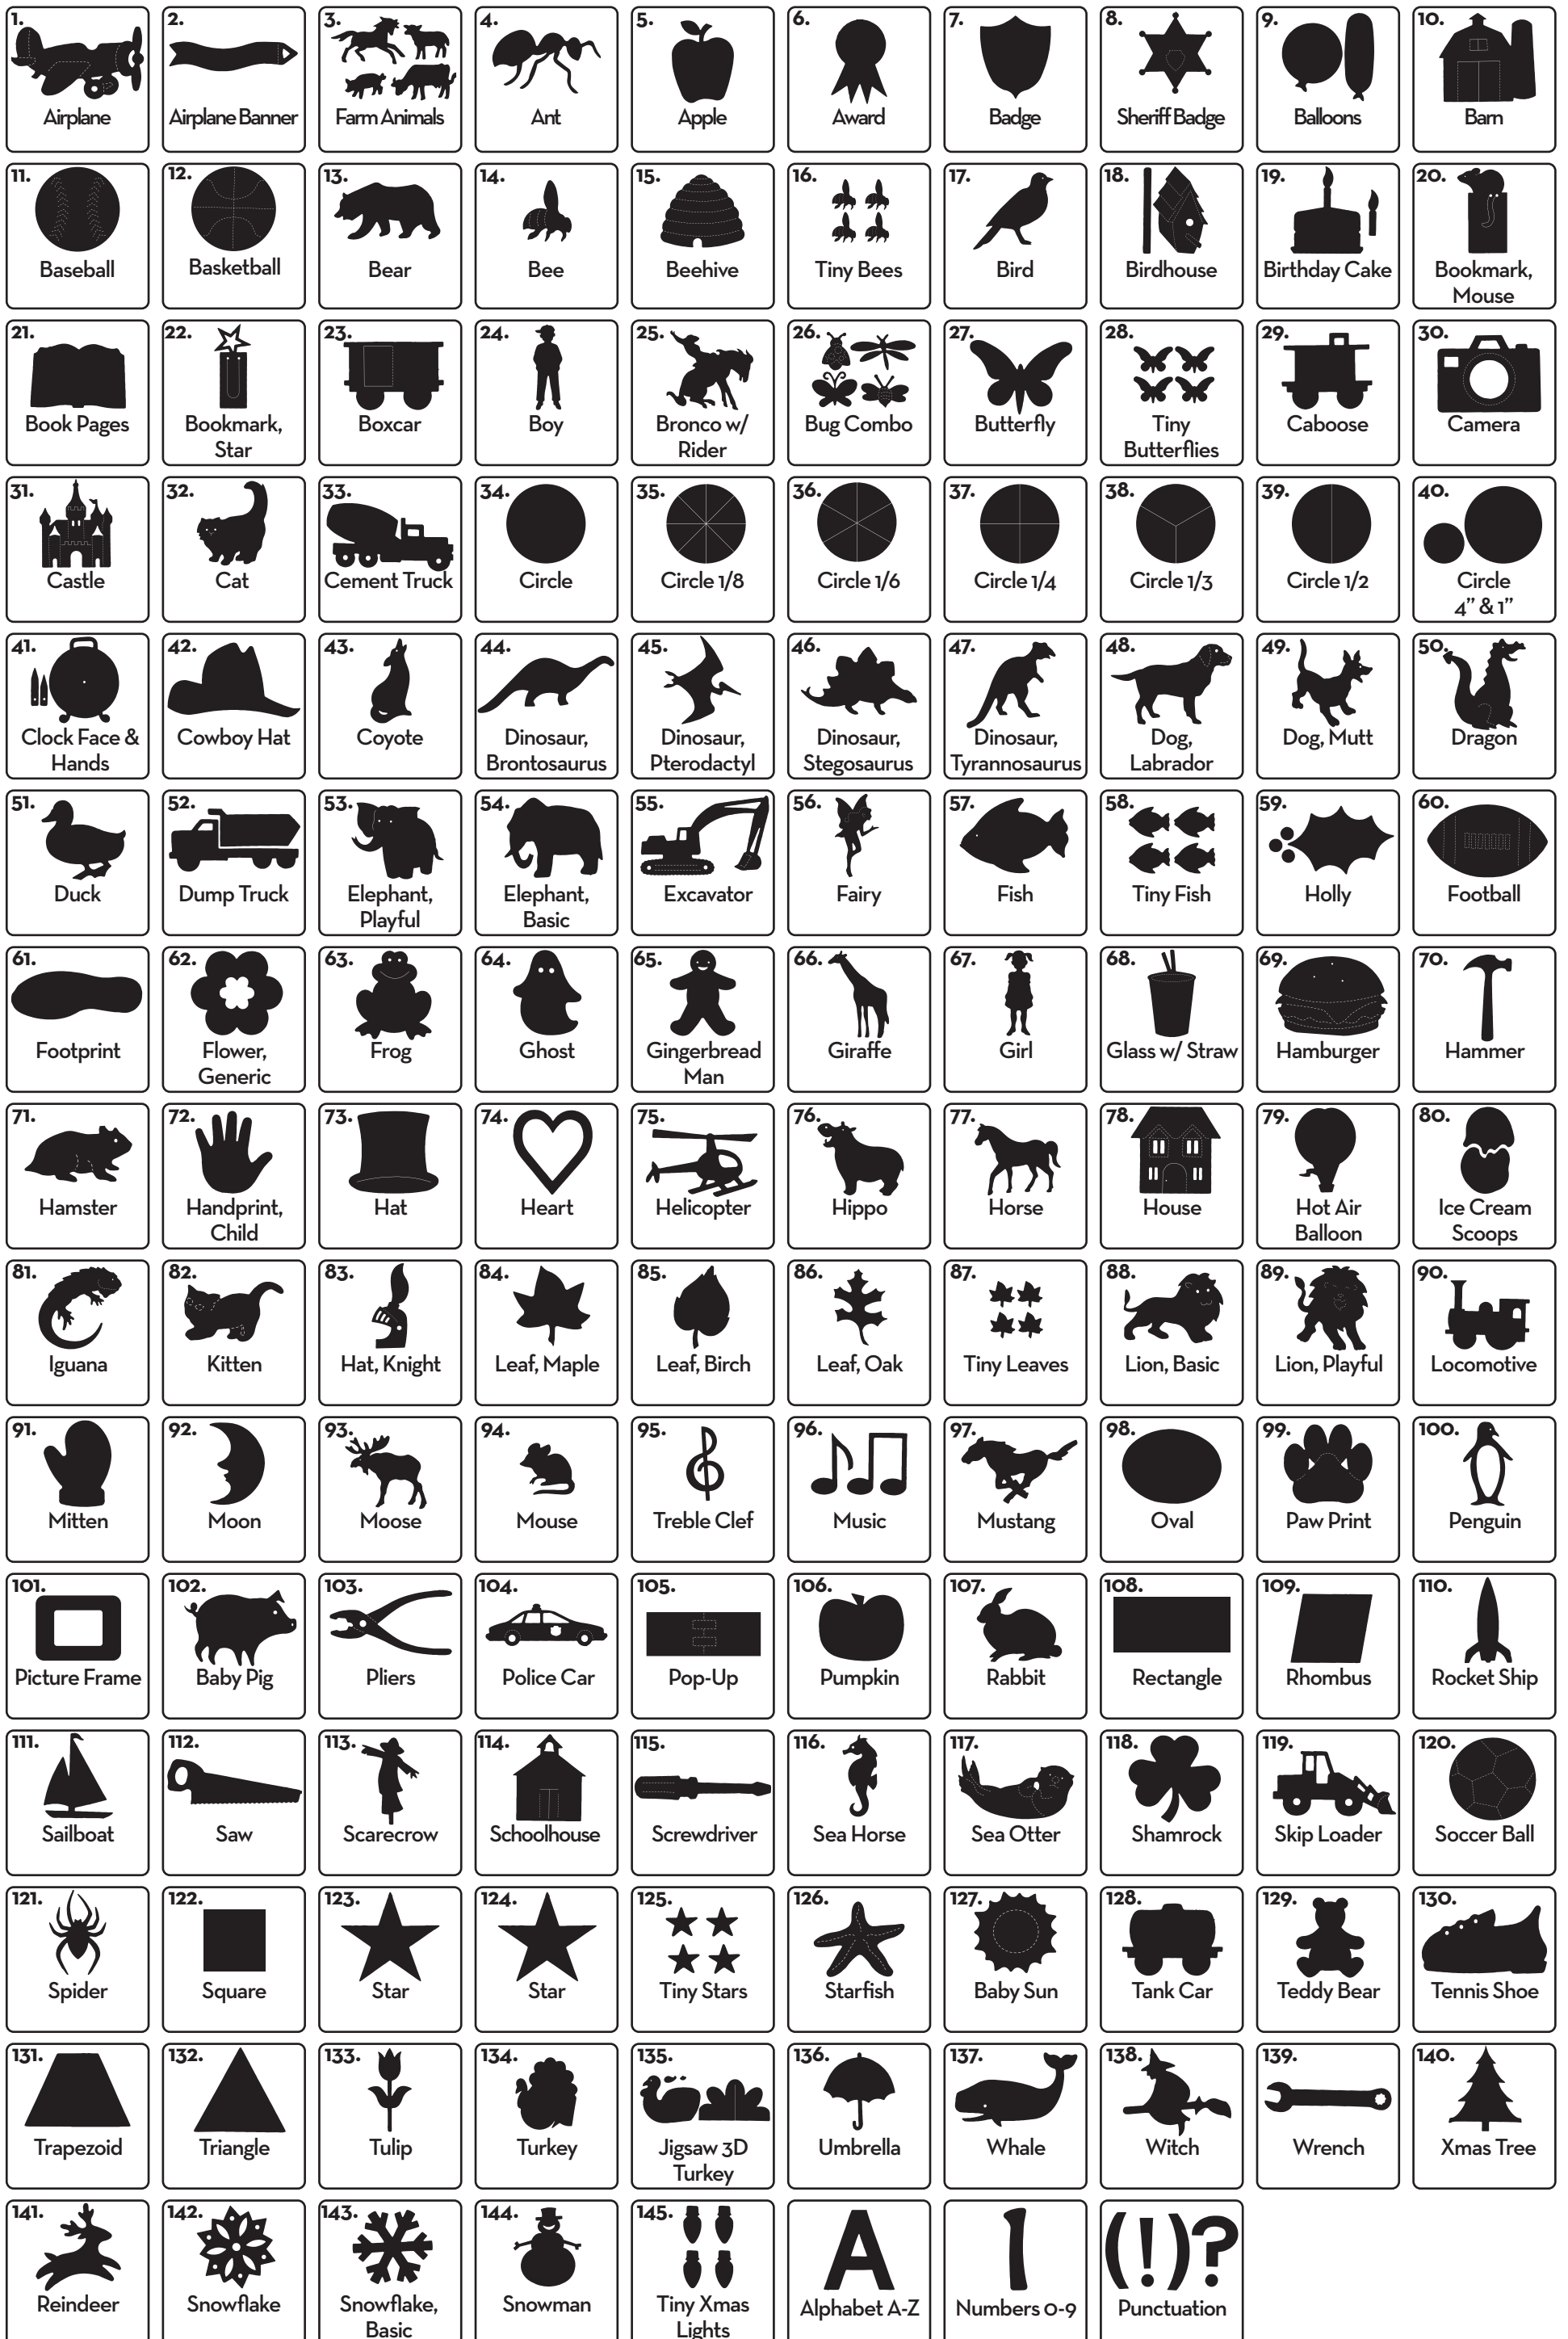 1.
Airplane
2.
Airplane Banner
3.
Farm Animals
4.
Ant
5.
Apple
6.
Award
7.
Badge
8.
Sheriff Badge
9.
Balloons
10.
Barn
11.
Baseball
12.
Basketball
13.
Bear
14.
Bee
15.
Beehive
16.
Tiny Bees
17.
Bird
18.
Birdhouse
19.
Birthday Cake
20.
Bookmark,
Mouse
21.
Book Pages
22.
Bookmark,
Star
23.
Boxcar
24.
Boy
25.
Bronco w/
Rider
26.
Bug Combo
27.
Butterfly
28.
Tiny
Butterflies
29.
Caboose
30.
Camera
31.
Castle
32.
Cat
33.
Cement Truck
34.
Circle
35.
Circle 1/8
36.
Circle 1/6
37.
Circle 1/4
38.
Circle 1/3
39.
Circle 1/2
40.
Circle
4” & 1”
41.
Clock Face &
Hands
42.
Cowboy Hat
43.
Coyote
44.
Dinosaur,
Brontosaurus
45.
Dinosaur,
Pterodactyl
46.
Dinosaur,
Stegosaurus
47.
Dinosaur,
Tyrannosaurus
48.
Dog,
Labrador
49.
Dog, Mutt
50.
Dragon
51.
Duck
52.
Dump Truck
53.
Elephant,
Playful
54.
Elephant,
Basic
55.
Excavator
56.
Fairy
57.
Fish
58.
Tiny Fish
59.
Holly
60.
Football
61.
Footprint
62.
Flower,
Generic
63.
Frog
64.
Ghost
65.
Gingerbread
Man
66.
Giraffe
67.
Girl
68.
Glass w/ Straw
69.
Hamburger
70.
Hammer
71.
Hamster
72.
Handprint,
Child
73.
Hat
74.
Heart
75.
Helicopter
76.
Hippo
77.
Horse
78.
House
79.
Hot Air
Balloon
80.
Ice Cream
Scoops
81.
Iguana
82.
Kitten
83.
Hat, Knight
84.
Leaf, Maple
85.
Leaf, Birch
86.
Leaf, Oak
87.
Tiny Leaves
88.
Lion, Basic
89.
Lion, Playful
90.
Locomotive
91.
Mitten
92.
Moon
93.
Moose
94.
Mouse
95.
Treble Clef
96.
Music
97.
Mustang
98.
Oval
99.
Paw Print
100.
Penguin
101.
Picture Frame
102.
Baby Pig
103.
Pliers
104.
Police Car
105.
Pop-Up
106.
Pumpkin
107.
Rabbit
108.
Rectangle
109.
Rhombus
110.
Rocket Ship
111.
Sailboat
112.
Saw
113.
Scarecrow
114.
Schoolhouse
115.
Screwdriver
116.
Sea Horse
117.
Sea Otter
118.
Shamrock
119.
Skip Loader
120.
Soccer Ball
121.
Spider
122.
Square
123.
Star
124.
Star
125.
Tiny Stars
126.
Starfish
127.
Baby Sun
128.
Tank Car
129.
Teddy Bear
130.
Tennis Shoe
131.
Trapezoid
132.
Triangle
133.
Tulip
134.
Turkey
135.
Jigsaw 3D
Turkey
136.
Umbrella
137.
Whale
138.
Witch
139.
Wrench
140.
Xmas Tree
141.
Reindeer
142.
Snowflake
143.
Snowflake,
Basic
144.
Snowman
145.
Tiny Xmas
Lights
A
Alphabet A-Z
1
Numbers 0-9
(!)?
Punctuation